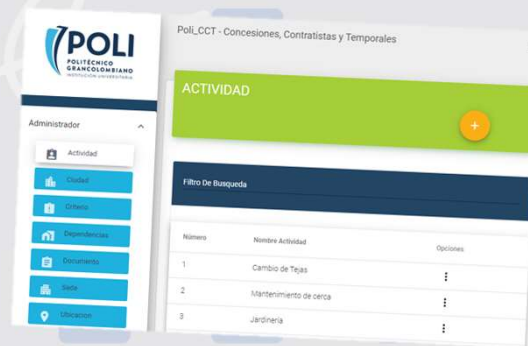 POLI
POLITÉCNICO
GRANCOLOMBIANO
INSTITUCIÓN UNIVERSITARIA
Poli_CCT - Concesiones, Contratistas y Temporales
ACTIVIDAD
+
Administrador
Actividad
Ciudad
Criterio
Dependencias
Documento
Sede
Ubicacion
Filtro De Busqueda
Número Nombre Actividad Opciones
1 Cambio de Tejas
2 Mantenimiento de cerca
3 Jardinería